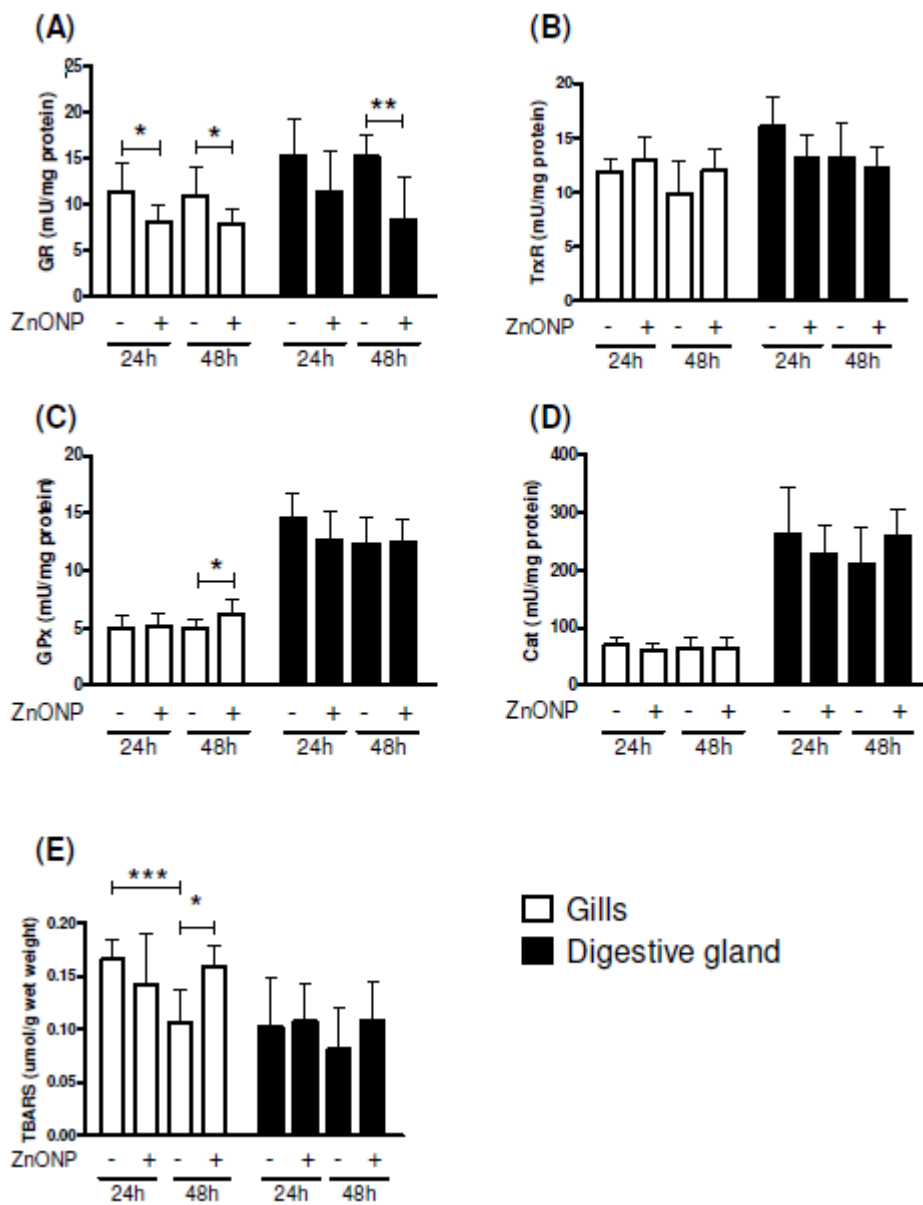 (A)
GR (mU/mg protein)
25
20
15
10
5
0
* * **
ZnONP - + - + - + - +
24h 48h 24h 48h
(B)
TrxR (mU/mg protein)
20
15
10
5
0
- + - + - + - +
24h 48h 24h 48h
(C)
GPx (mU/mg protein)
20
15
10
5
0
*
ZnONP - + - + - + - +
24h 48h 24h 48h
(D)
Cat ( mU/mg protein)
400
300
200
100
0
- + - + - + - +
24h 48h 24h 48h
(E)
TBARS (umol/g wet weight)
0.20
0.15
0.10
0.05
0.00
*** *
ZnONP - + - + - + - +
24h 48h 24h 48h
Gills
Digestive gland